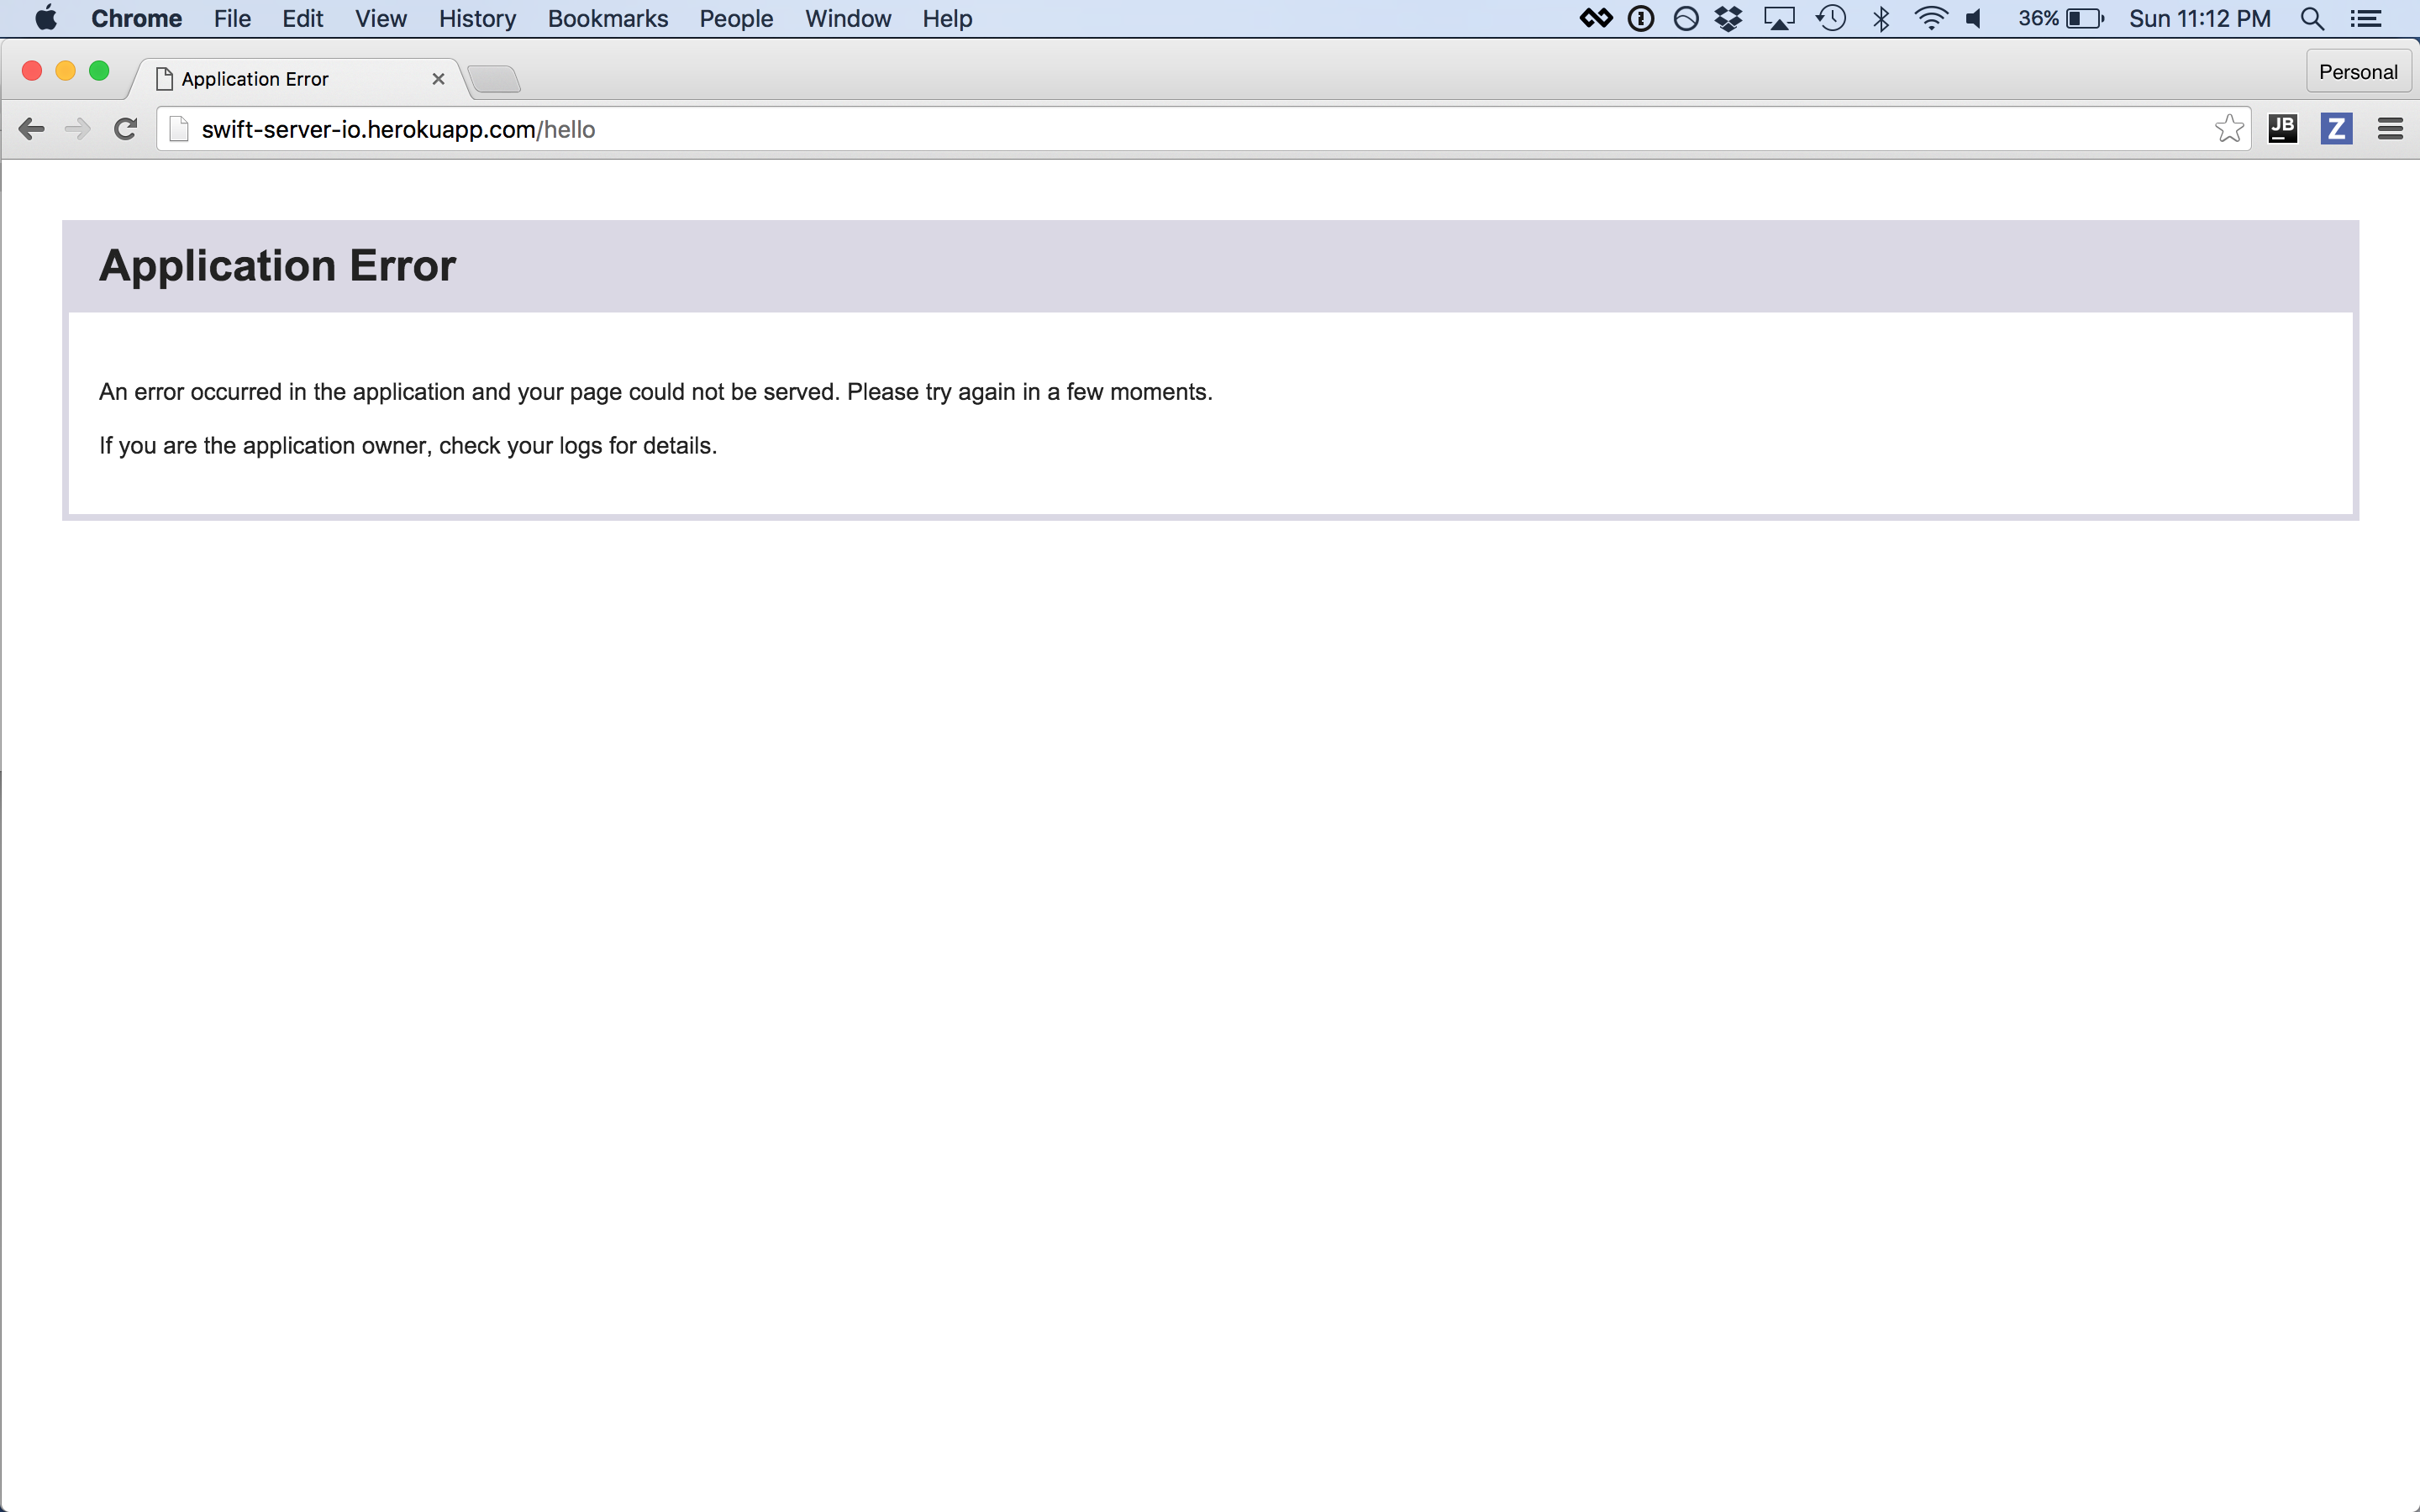 Chrome File Edit View History Bookmarks People Window Help 36% Sun 11:12 PM
Application Error Personal
swift-server-io.herokuapp.com/hello JB Z
Application Error
An error occurred in the application and your page could not be served. Please try again in a few moments.
If you are the application owner, check your logs for details.